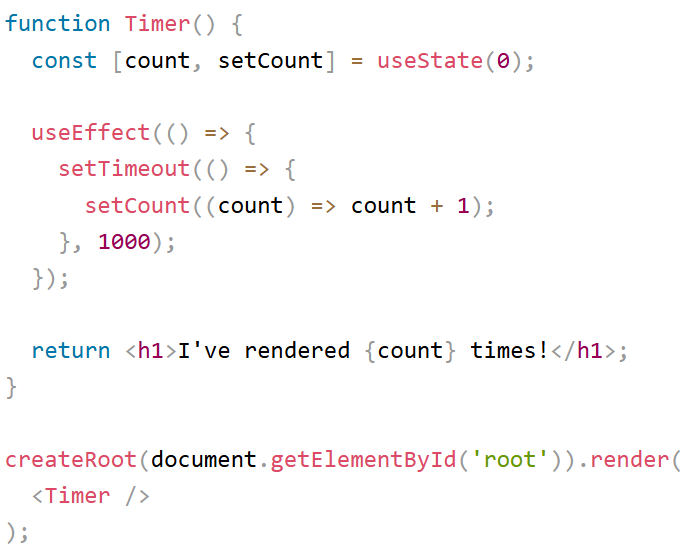 function Timer() {
  const [count, setCount] = useState(0);

  useEffect(() => {
    setTimeout(() => {
      setCount((count) => count + 1);
    }, 1000);
  });

  return <h1>I've rendered {count} times!</h1>;
}

createRoot(document.getElementById('root')).render(
  <Timer />
);